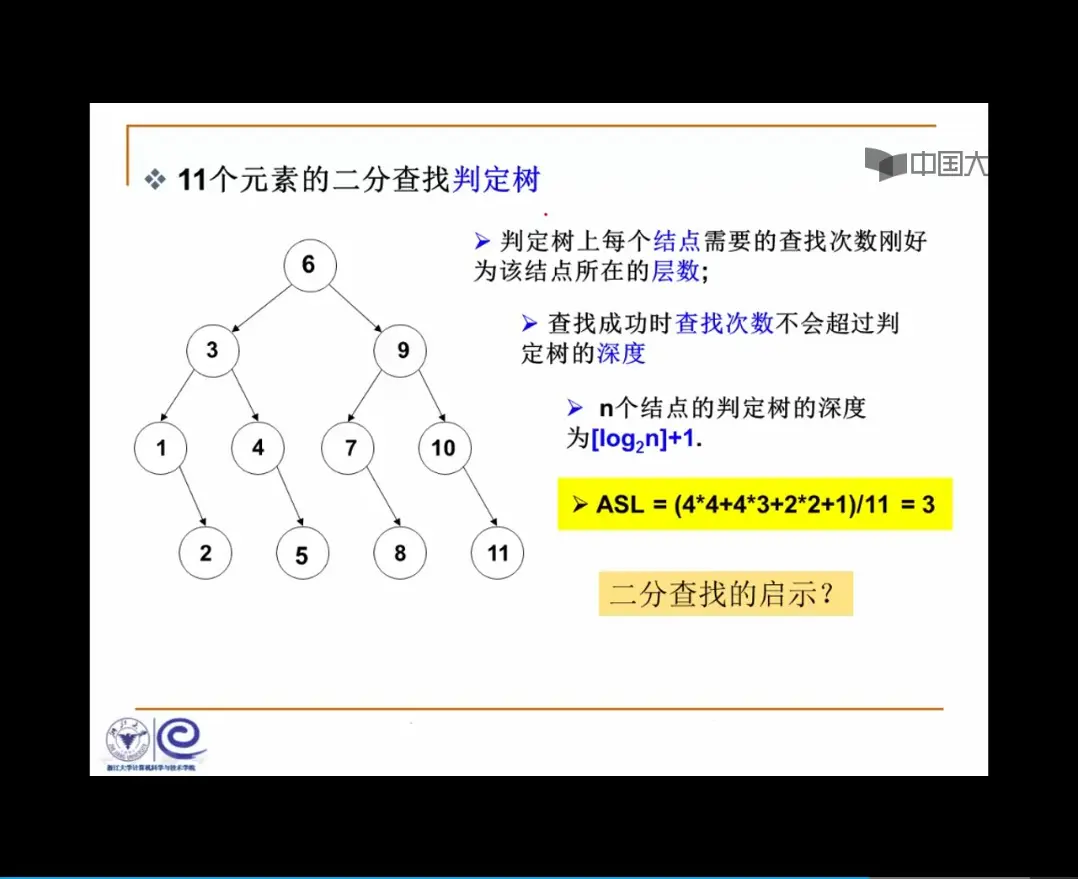 中国大
❖ 11个元素的二分查找判定树
➢ 判定树上每个结点需要的查找次数刚好
为该结点所在的层数;
➢ 查找成功时查找次数不会超过判
定树的深度
➢ n个结点的判定树的深度
为[log₂n]+1.
➢ ASL = (4*4+4*3+2*2+1)/11 = 3
二分查找的启示？
6
3 9
1 4 7 10
2 5 8 11
浙江大学计算机科学与技术学院